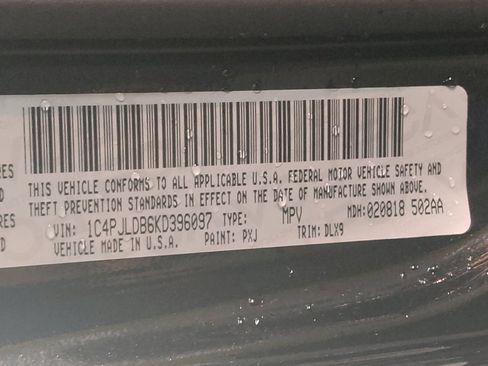 RES
THIS VEHICLE CONFORMS TO ALL APPLICABLE U.S.A. FEDERAL MOTOR VEHICLE SAFETY AND
THEFT PREVENTION STANDARDS IN EFFECT ON THE DATE OF MANUFACTURE SHOWN ABOVE.
VIN: 1C4PJLDB6KD396097 TYPE: MPV MDH: 020818 502AA
VEHICLE MADE IN U.S.A. PAINT: PXJ TRIM: DLX9